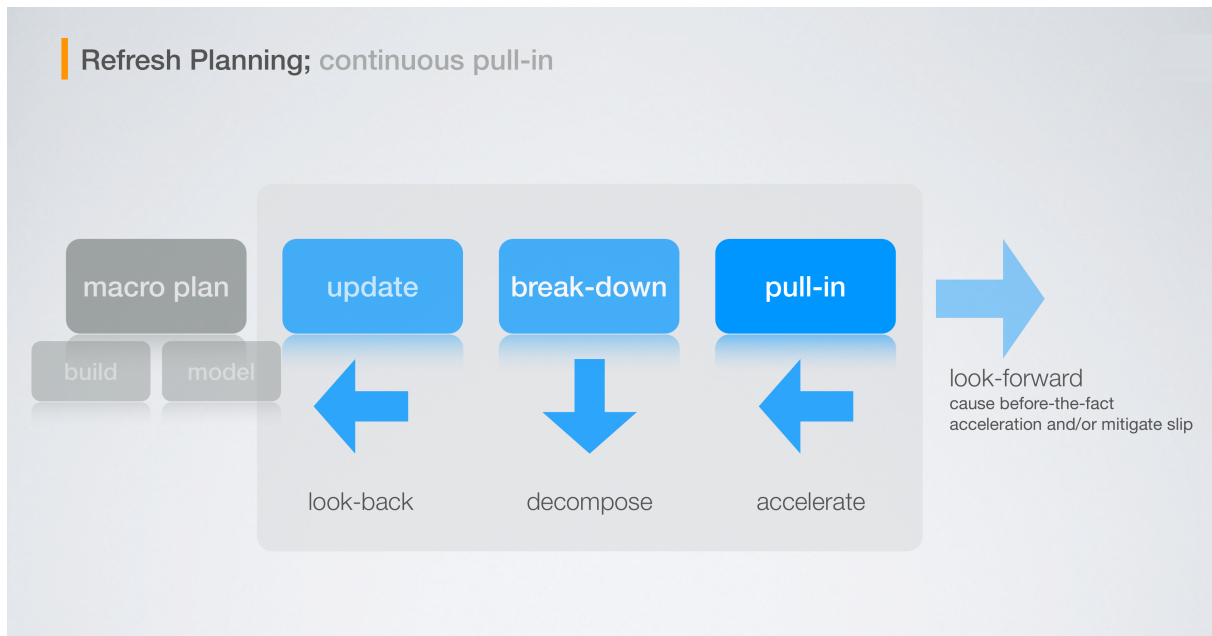 Refresh Planning; continuous pull-in
macro plan
build
model
update
break-down
pull-in
look-back
decompose
accelerate
look-forward
cause before-the-fact
acceleration and/or mitigate slip